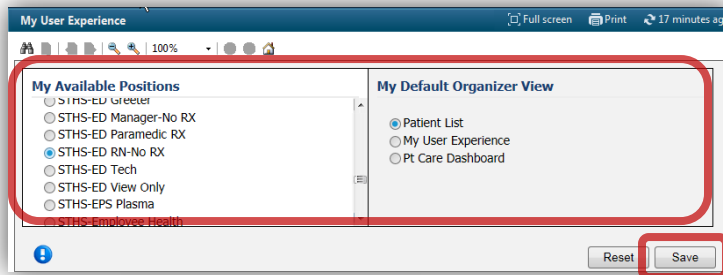 My User Experience
Full screen Print 17 minutes ag
100%
My Available Positions
STHS-ED Greeter
STHS-ED Manager-No RX
STHS-ED Paramedic RX
STHS-ED RN-No RX
STHS-ED Tech
STHS-ED View Only
STHS-EPS Plasma
STHS-Employee Health
My Default Organizer View
Patient List
My User Experience
Pt Care Dashboard
Reset Save